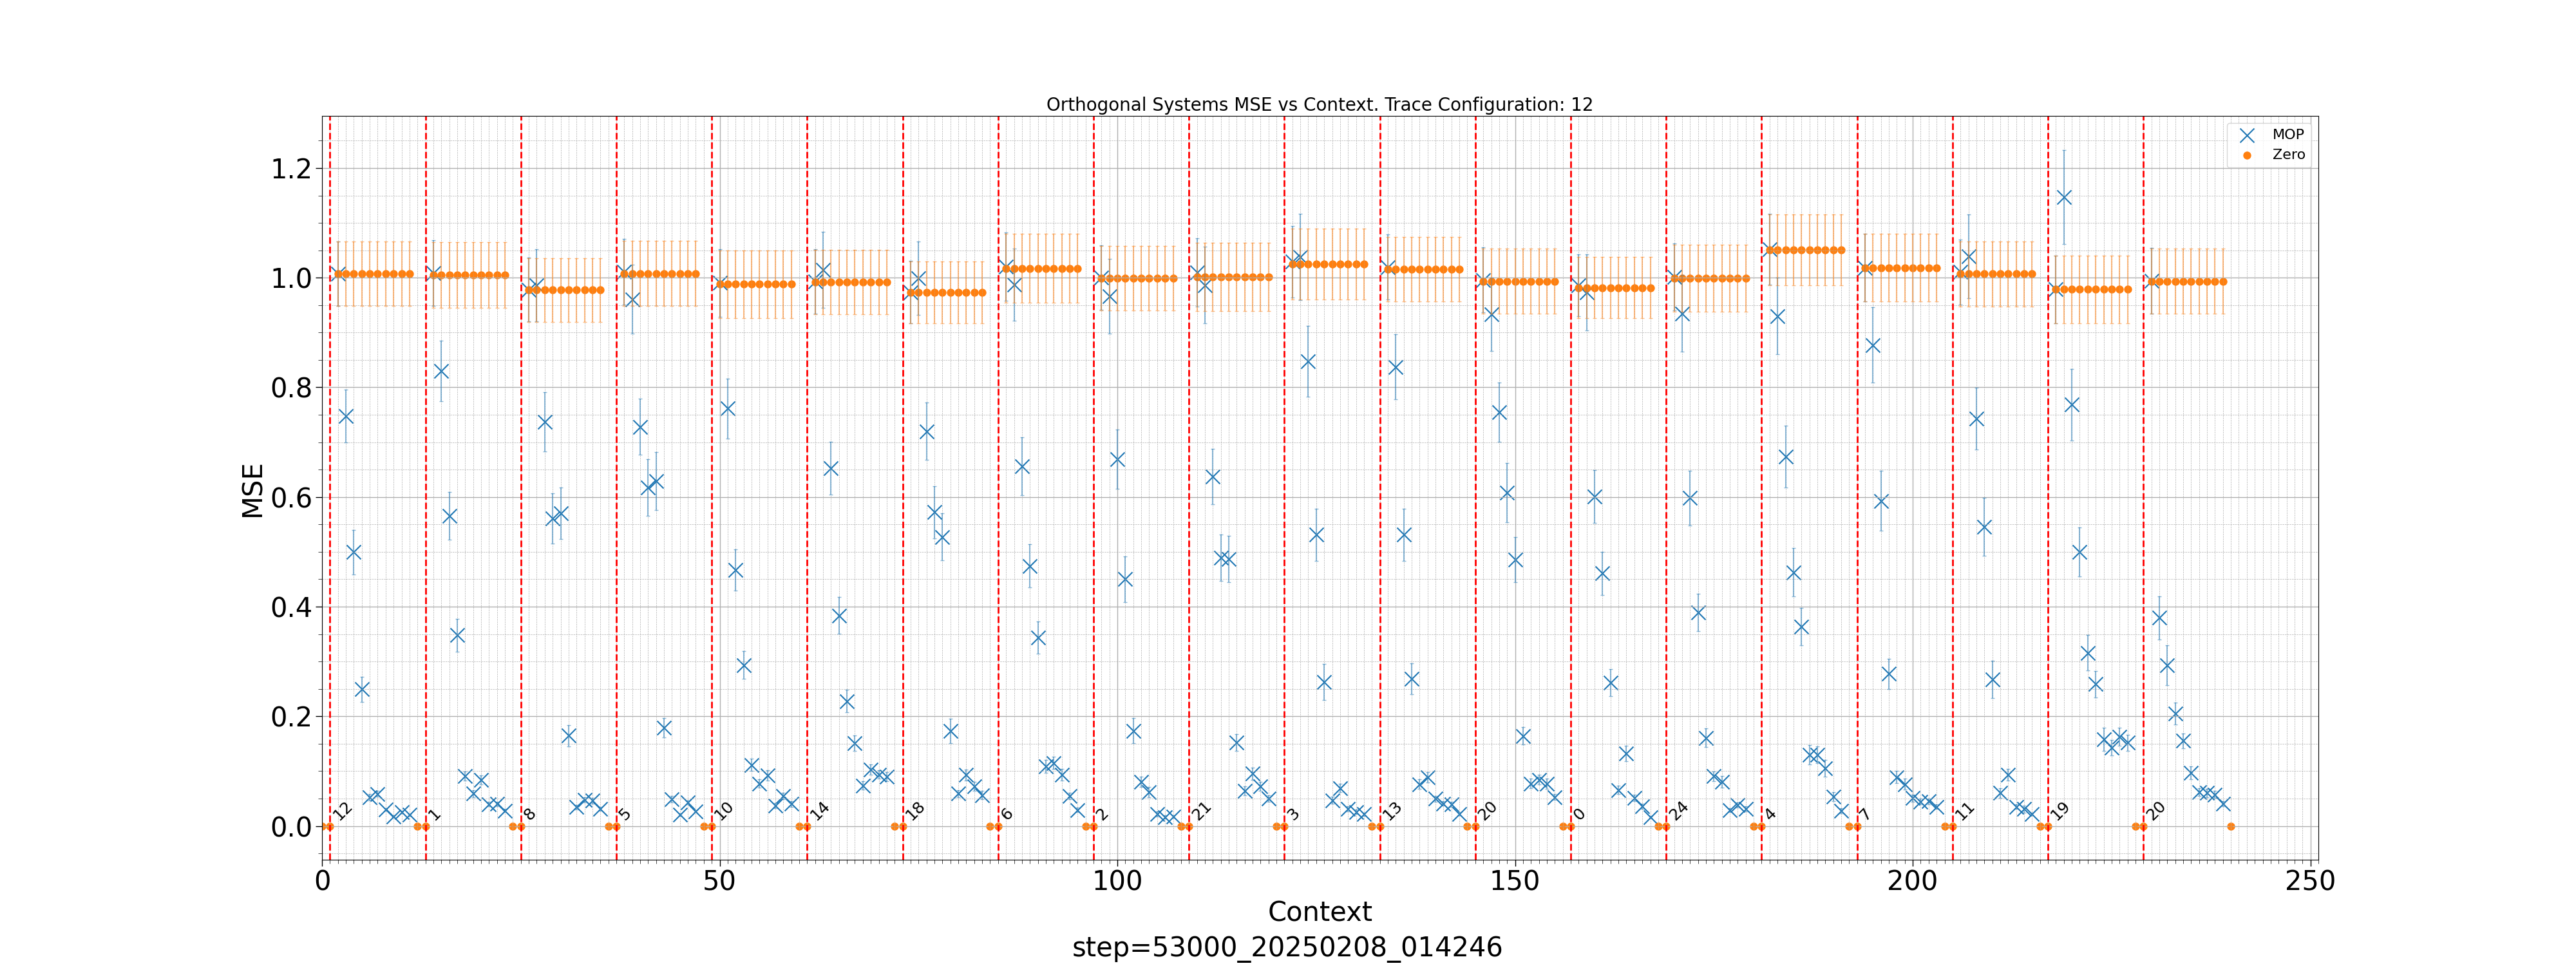 Orthogonal Systems MSE vs Context. Trace Configuration: 12
MOP
Zero
MSE
1.2
1.0
0.8
0.6
0.4
0.2
0.0
12 1 8 5 10 14 18 6 2 21 3 13 20 0 24 4 7 11 19 20
0 50 100 150 200 250
Context
step=53000_20250208_014246